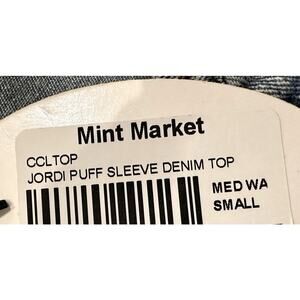 Mint Market
CCLTOP
JORDI PUFF SLEEVE DENIM TOP
MED WA
SMALL